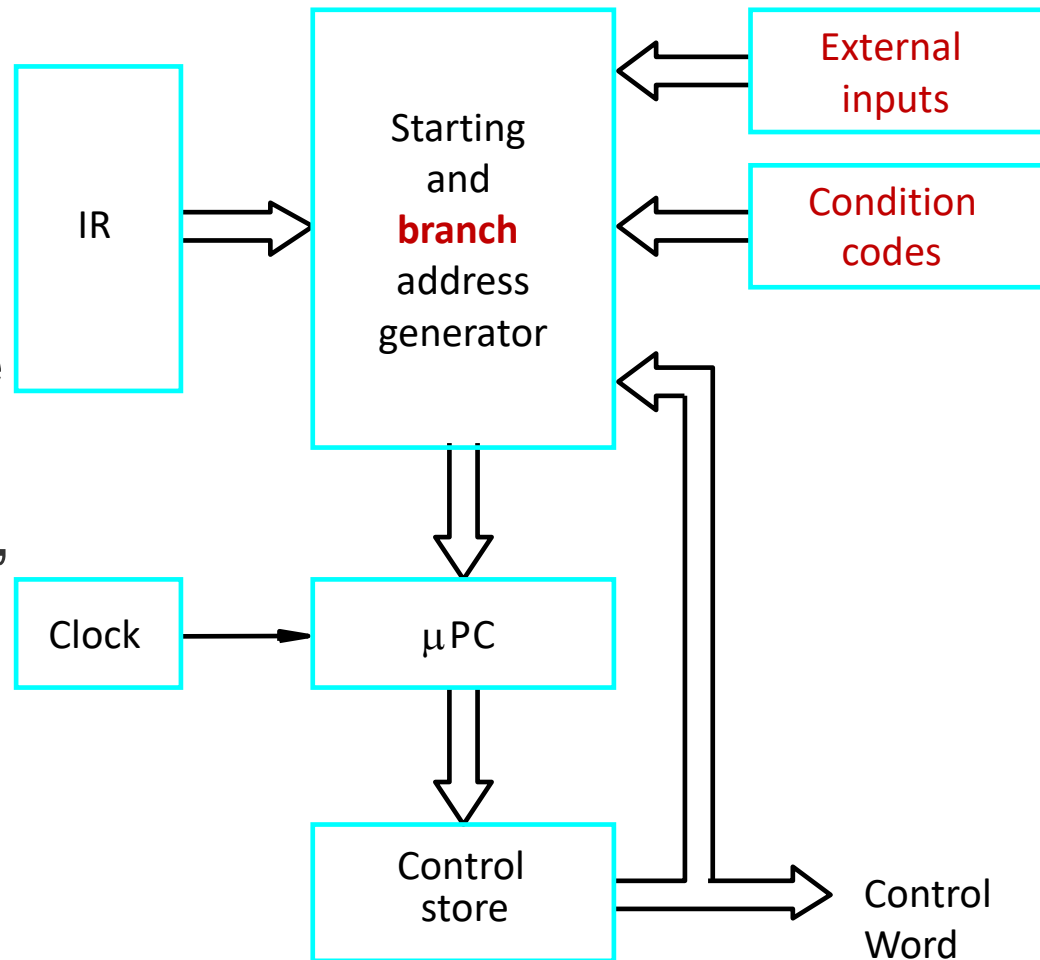 External
inputs
Starting
and
branch
address
generator
IR
Condition
codes
Clock
μPC
Control
store
Control
Word